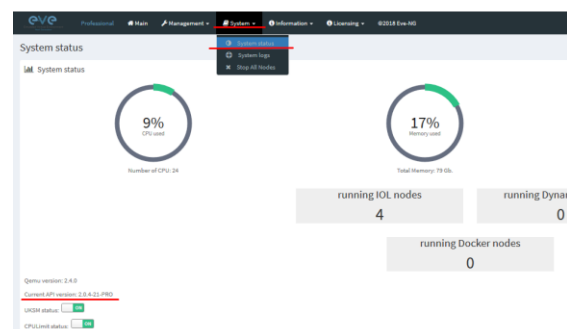 eve Professional Main Management System Information Licensing ©2018 Eve-NG
System status
System logs
Stop All Nodes
System status
System status
9%
CPU used
Number of CPU: 24
17%
Memory used
Total Memory: 79 Gb.
running IOL nodes
4
running Dynam
0
running Docker nodes
0
Qemu version: 2.4.0
Current API version: 2.0.4-21-PRO
UKSM status: ON
CPULimit status: ON